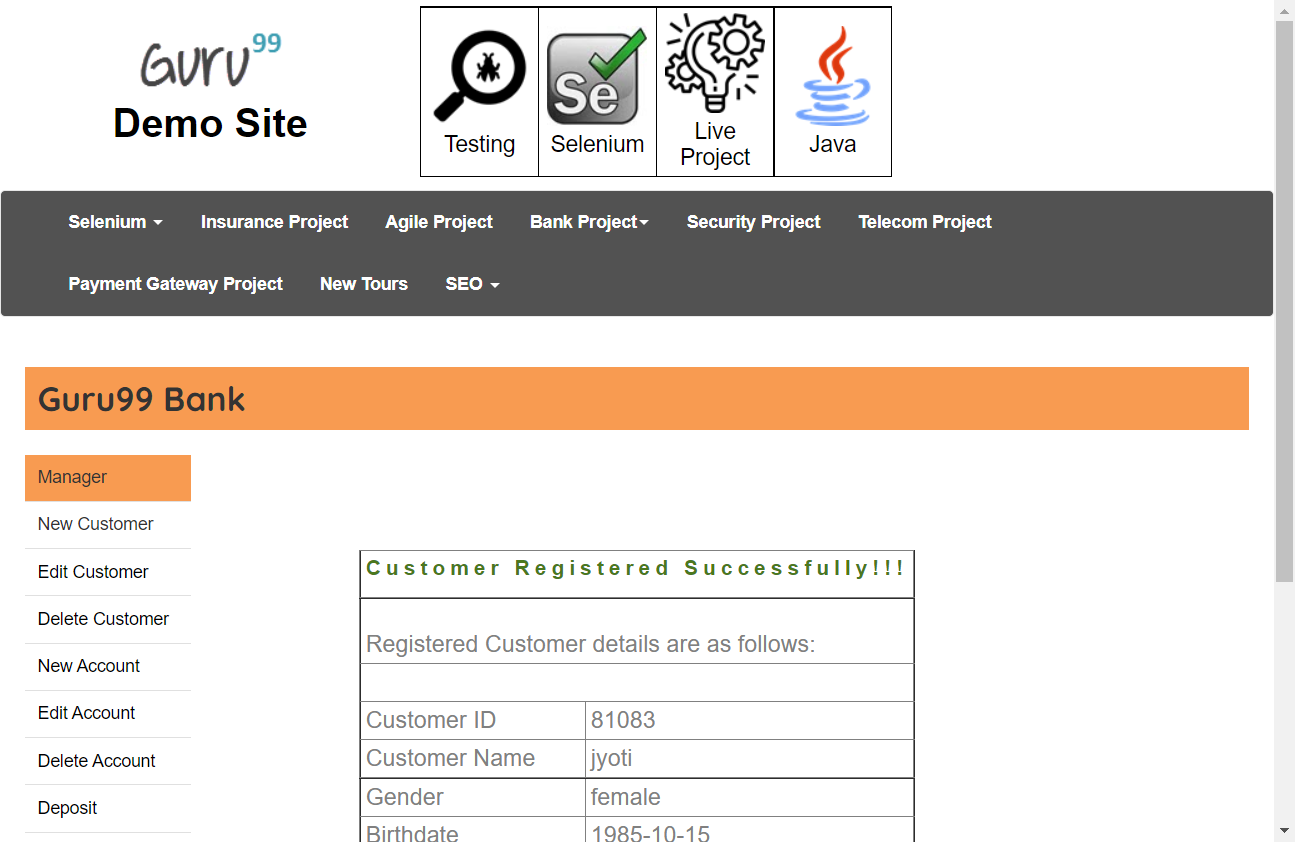 Guru99
Demo Site
Testing
Se
Selenium
Live
Project
Java
Selenium Insurance Project Agile Project Bank Project Security Project Telecom Project
Payment Gateway Project New Tours SEO
Guru99 Bank
Manager
New Customer
Edit Customer
Delete Customer
New Account
Edit Account
Delete Account
Deposit
Customer Registered Successfully!!!
Registered Customer details are as follows:
Customer ID 81083
Customer Name jyoti
Gender female
Birthdate 1985-10-15